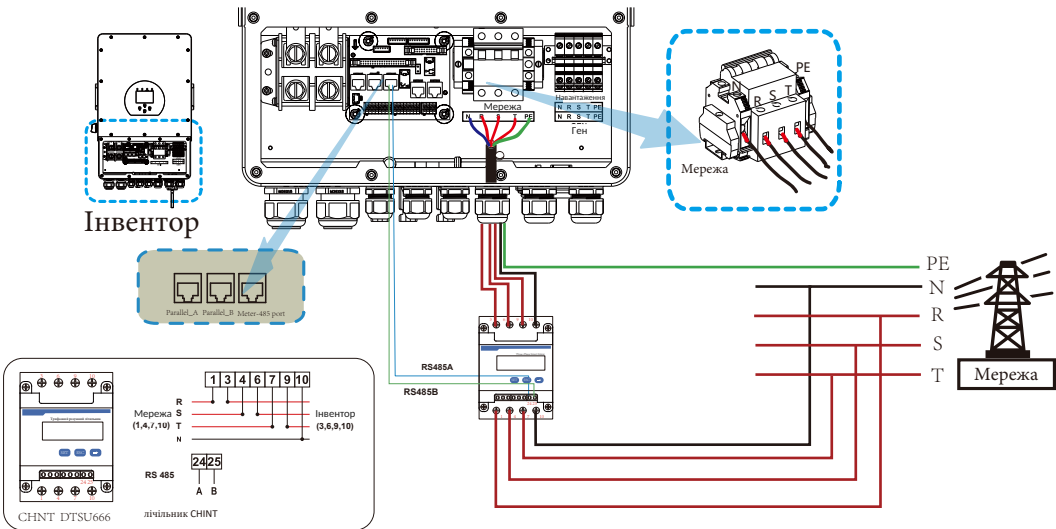 Інвентор
Parallel_A Parallel_B Meter-485 port
Мережа
N R S T PE
Навантаження
N R S T PE
N R S T PE
Ген
PE
N R S T
Мережа
PE
N
R
S
T
Мережа
RS485A
RS485B
1 3 4 6 7 9 10
R
S
T
N
Мережа
(1,4,7,10)
Інвентор
(3,6,9,10)
RS 485
24 25
A B
CHNT DTSU666
лічільник CHINT